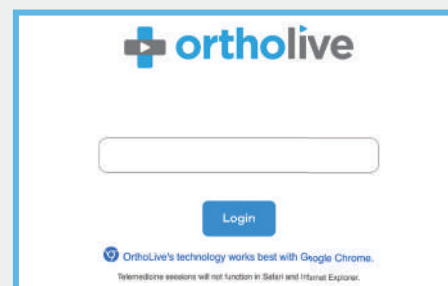 ortholive
Login
OrthoLive's technology works best with Google Chrome.
Telemedicine sessions will not function in Safari and Internet Explorer.